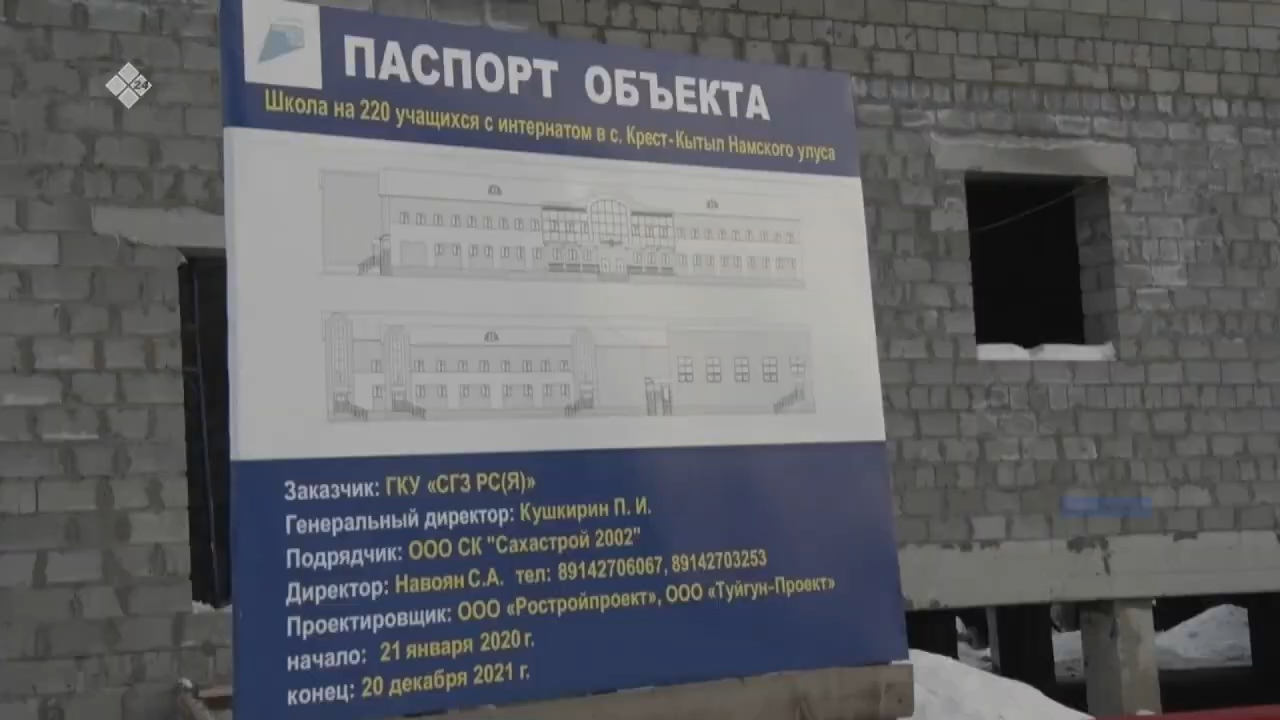 24
ПАСПОРТ ОБЪЕКТА
Школа на 220 учащихся с интернатом в с. Крест-Кытыл Намского улуса
Заказчик: ГКУ «СГЗ РС(Я)»
Генеральный директор: Кушкирин П. И.
Подрядчик: ООО СК "Сахастрой 2002"
Директор: Навоян С.А. тел: 89142706067, 89142703253
Проектировщик: ООО «Ростройпроект», ООО «Туйгун-Проект»
начало: 21 января 2020 г.
конец: 20 декабря 2021 г.